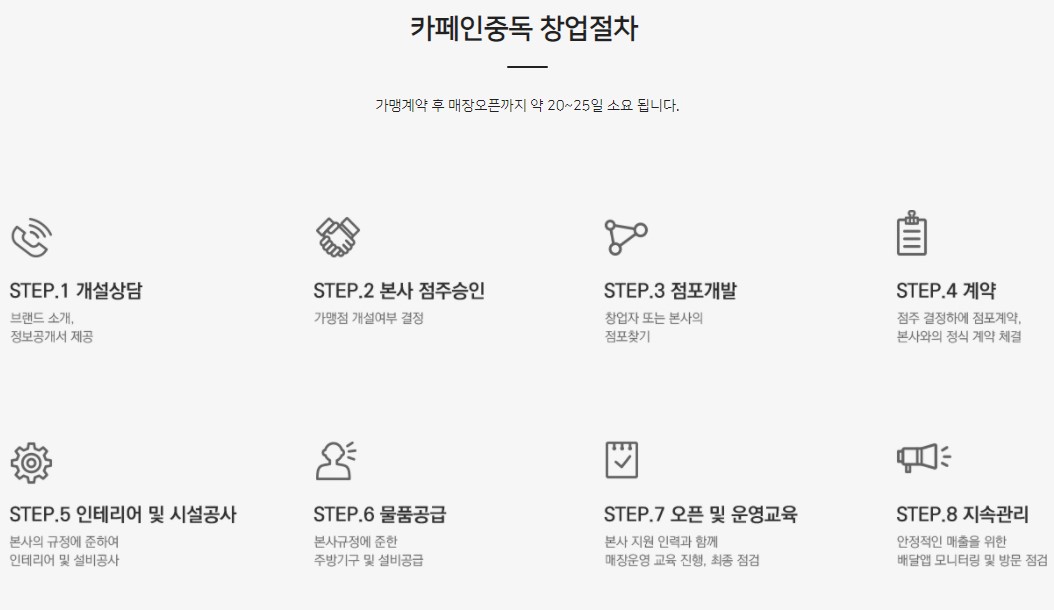 카페인중독 창업절차
가맹계약 후 매장오픈까지 약 20~25일 소요 됩니다.
STEP.1 개설상담
브랜드 소개,
정보공개서 제공
STEP.2 본사 점주승인
가맹점 개설여부 결정
STEP.3 점포개발
창업자 또는 본사의
점포찾기
STEP.4 계약
점주 결정하에 점포계약,
본사와의 정식 계약 체결
STEP.5 인테리어 및 시설공사
본사의 규정에 준하여
인테리어 및 설비공사
STEP.6 물품공급
본사규정에 준한
주방기구 및 설비공급
STEP.7 오픈 및 운영교육
본사 지원 인력과 함께
매장운영 교육 진행, 최종 점검
STEP.8 지속관리
안정적인 매출을 위한
배달앱 모니터링 및 방문 점검